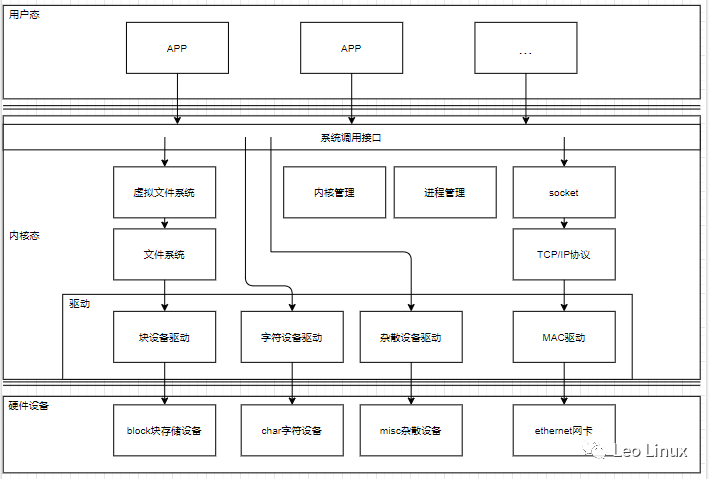 用户态
APP
APP
...
系统调用接口
虚拟文件系统
内核管理
进程管理
socket
内核态
文件系统
TCP/IP协议
驱动
块设备驱动
字符设备驱动
杂散设备驱动
MAC驱动
硬件设备
block块存储设备
char字符设备
misc杂散设备
ethernet网卡
Leo Linux